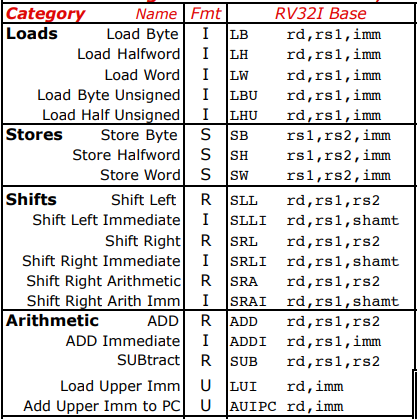 Category Name Fmt RV32I Base
Loads Load Byte I LB rd,rs1,imm
Load Halfword I LH rd,rs1,imm
Load Word I LW rd,rs1,imm
Load Byte Unsigned I LBU rd,rs1,imm
Load Half Unsigned I LHU rd,rs1,imm
Stores Store Byte S SB rs1,rs2,imm
Store Halfword S SH rs1,rs2,imm
Store Word S SW rs1,rs2,imm
Shifts Shift Left R SLL rd,rs1,rs2
Shift Left Immediate I SLLI rd,rs1,shamt
Shift Right R SRL rd,rs1,rs2
Shift Right Immediate I SRLI rd,rs1,shamt
Shift Right Arithmetic R SRA rd,rs1,rs2
Shift Right Arith Imm I SRAI rd,rs1,shamt
Arithmetic ADD R ADD rd,rs1,rs2
ADD Immediate I ADDI rd,rs1,imm
SUBtract R SUB rd,rs1,rs2
Load Upper Imm U LUI rd,imm
Add Upper Imm to PC U AUIPC rd,imm